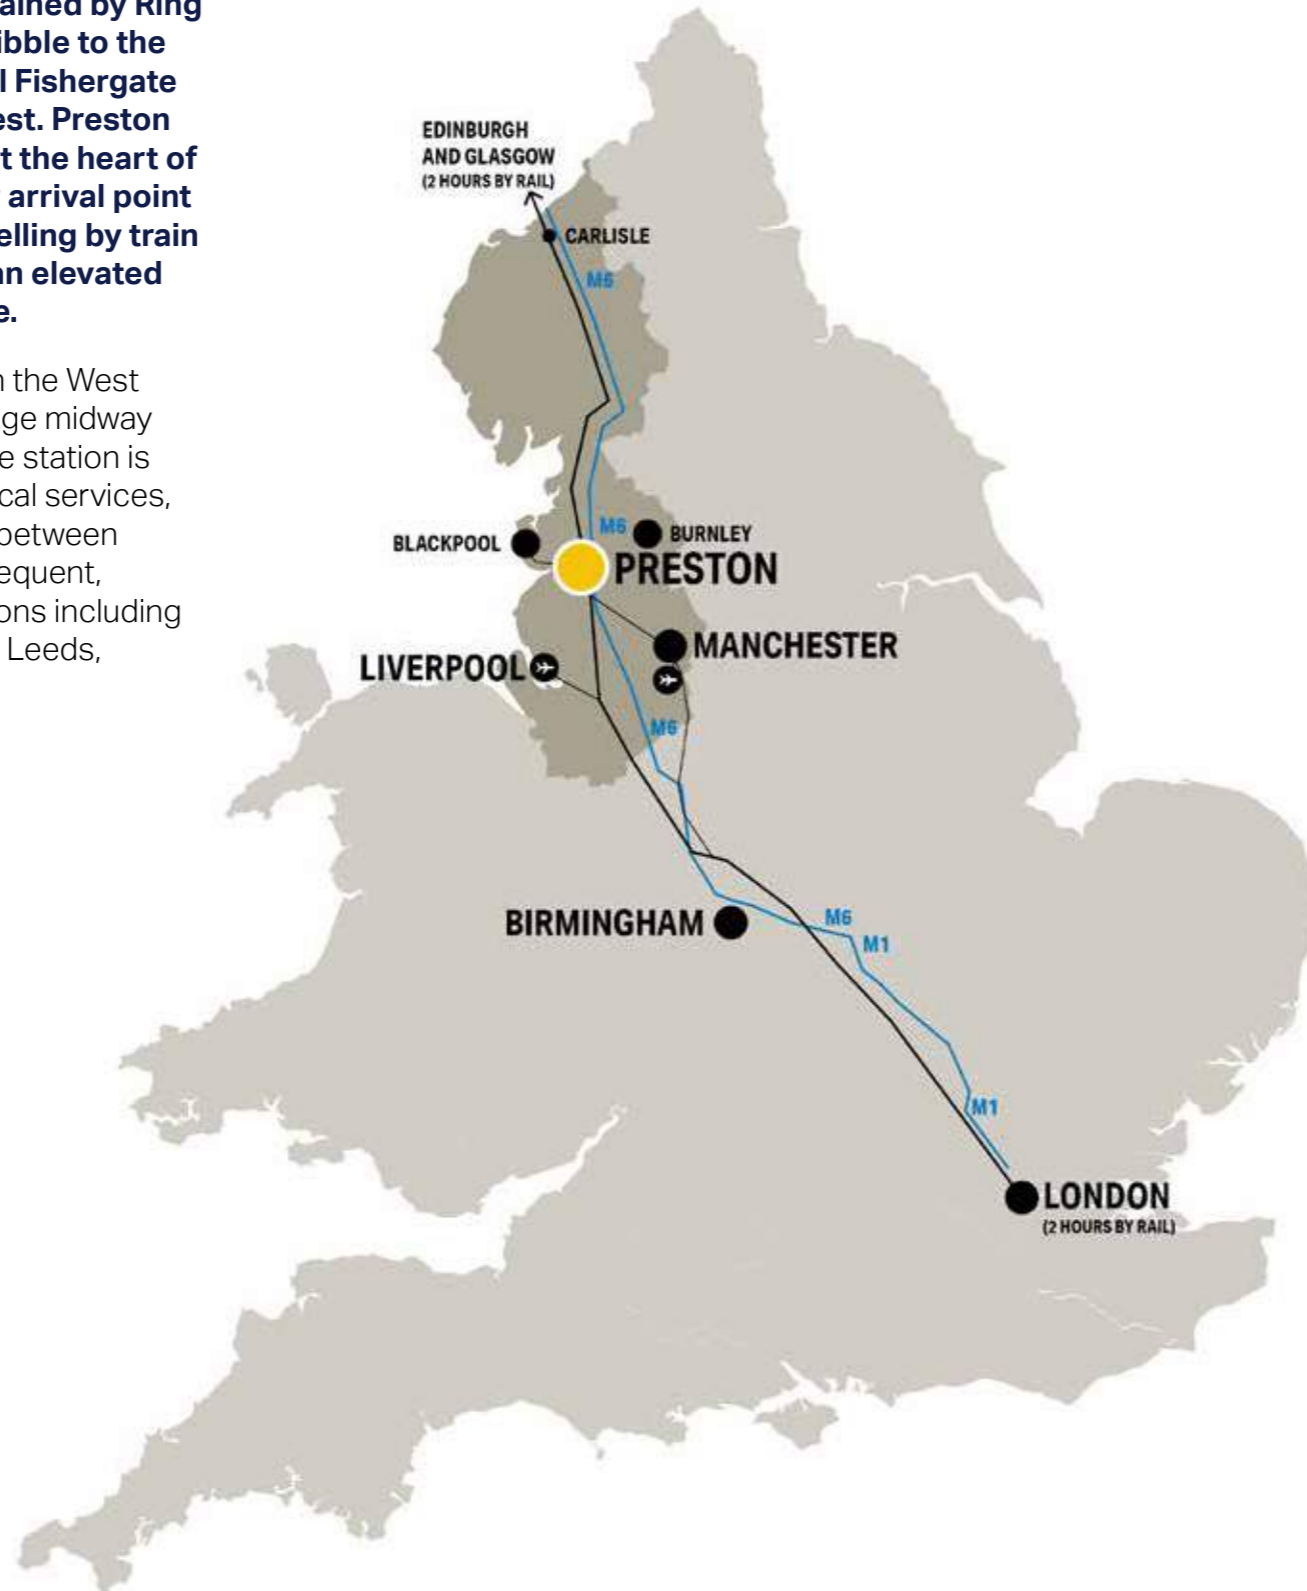 ained by Ring
ibble to the
l Fishergate
est. Preston
t the heart of
arrival point
elling by train
an elevated
e.
n the West
ge midway
e station is
cal services,
between
equent,
ons including
Leeds,
EDINBURGH
AND GLASGOW
(2 HOURS BY RAIL)
CARLISLE
M6
M6
BLACKPOOL
BURNLEY
PRESTON
MANCHESTER
LIVERPOOL
M6
BIRMINGHAM
M6
M1
M1
LONDON
(2 HOURS BY RAIL)